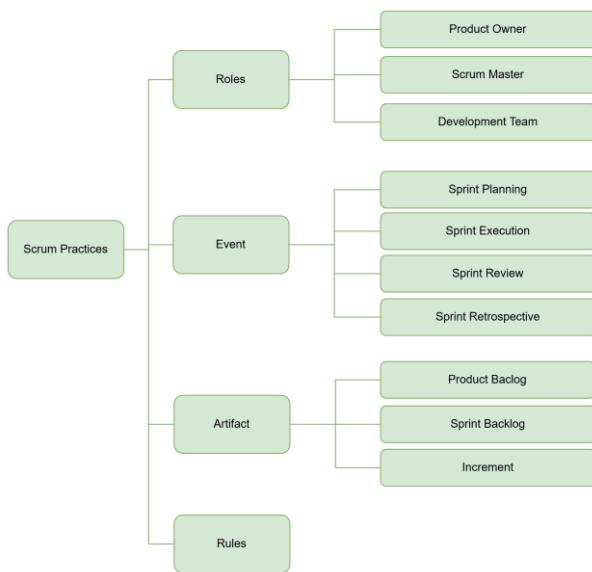 Scrum Practices
Roles
Product Owner
Scrum Master
Development Team
Event
Sprint Planning
Sprint Execution
Sprint Review
Sprint Retrospective
Artifact
Product Baclog
Sprint Backlog
Increment
Rules